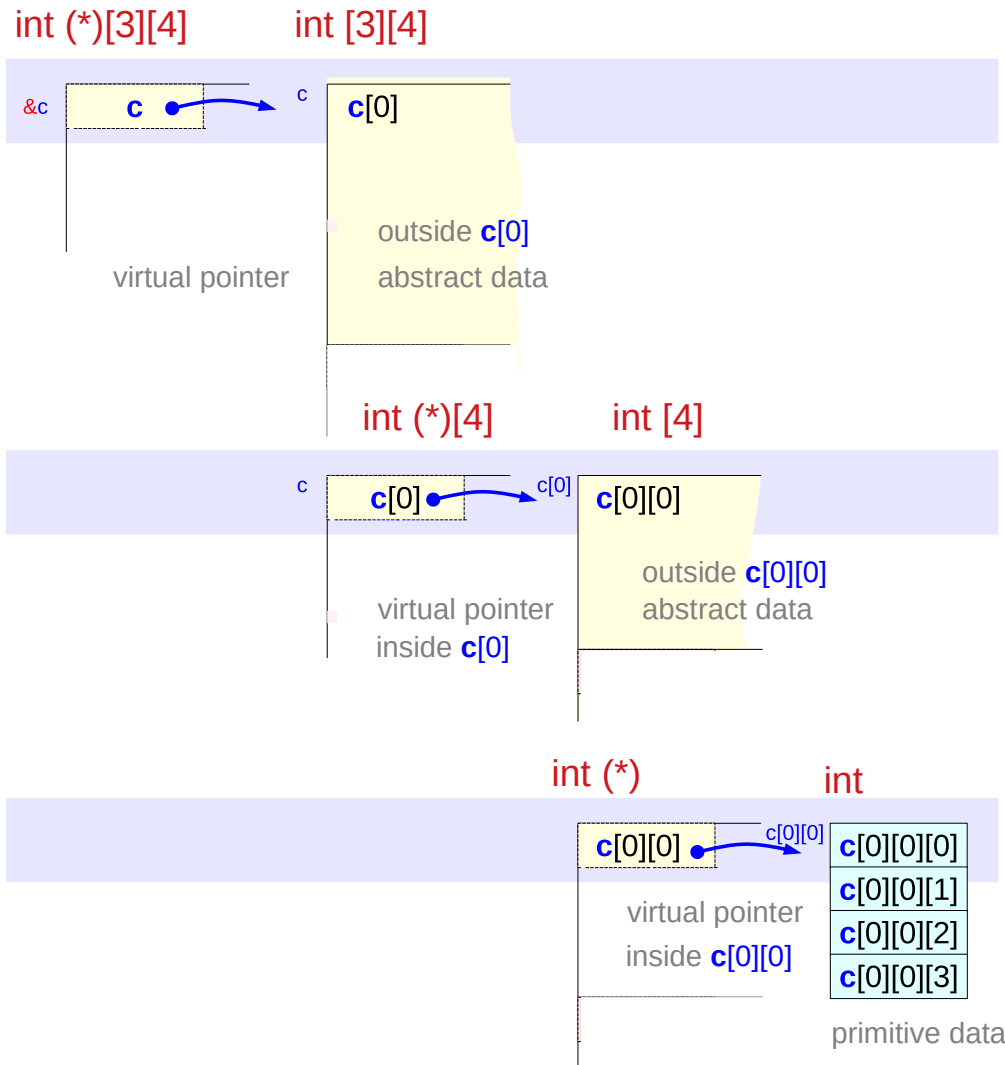 int (*)[3][4] int [3][4]
&c c c c[0]
outside c[0]
virtual pointer abstract data
int (*)[4] int [4]
c c[0] c[0] c[0][0]
outside c[0][0]
virtual pointer abstract data
inside c[0]
int (*) int
c[0][0] c[0][0] c[0][0][0]
c[0][0][1]
virtual pointer c[0][0][2]
inside c[0][0] c[0][0][3]
primitive data